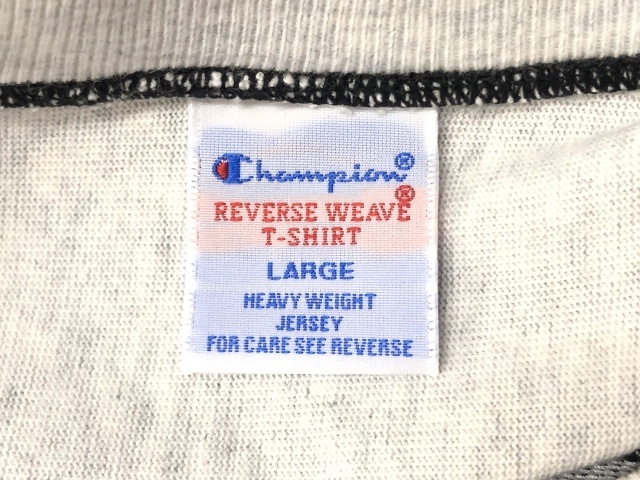 Champion®
REVERSE WEAVE®
T-SHIRT
LARGE
HEAVY WEIGHT
JERSEY
FOR CARE SEE REVERSE